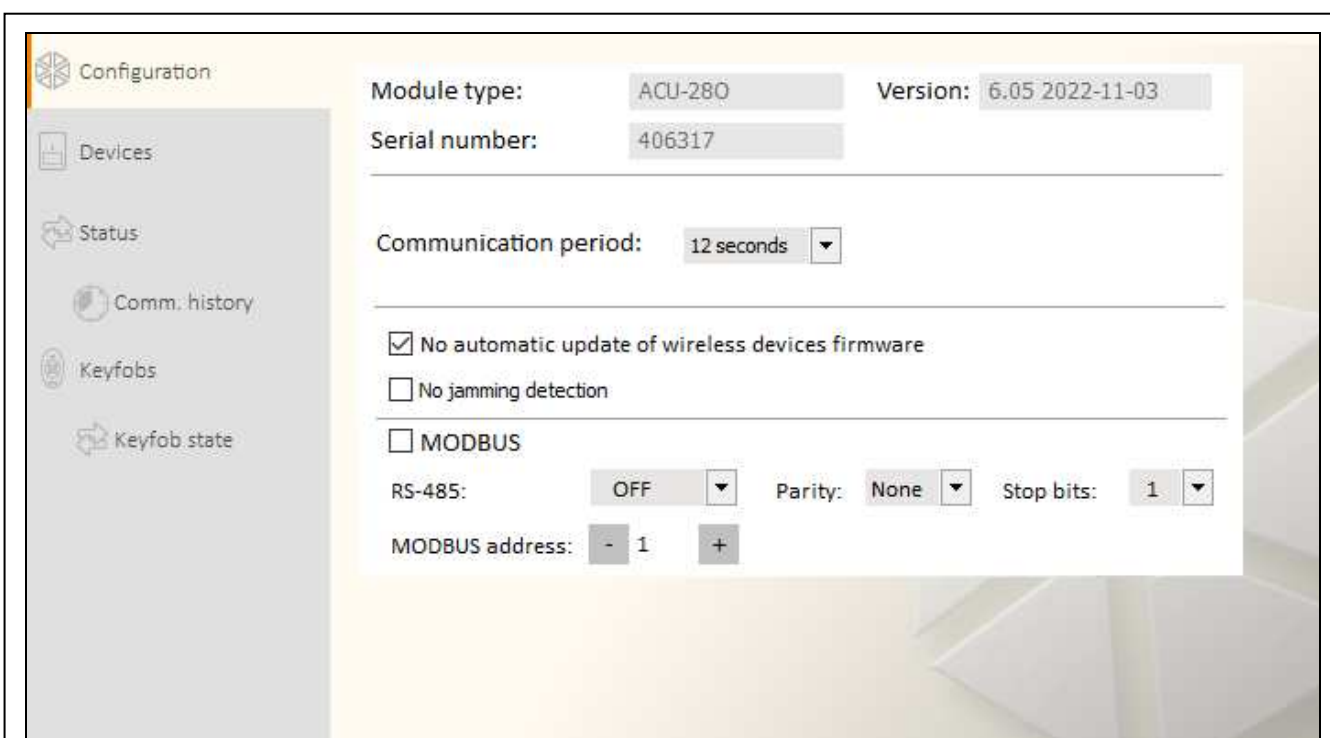 Configuration
Devices
Status
Comm. history
Keyfobs
Keyfob state
Module type: ACU-28O Version: 6.05 2022-11-03
Serial number: 406317
Communication period: 12 seconds
No automatic update of wireless devices firmware
No jamming detection
MODBUS
RS-485: OFF Parity: None Stop bits: 1
MODBUS address: - 1 +